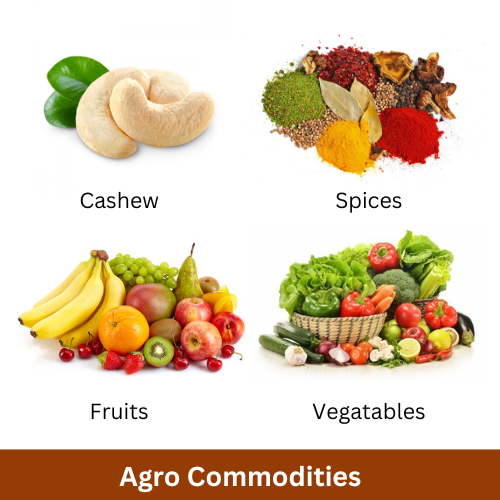 Cashew
Spices
Fruits
Vegatables
Agro Commodities